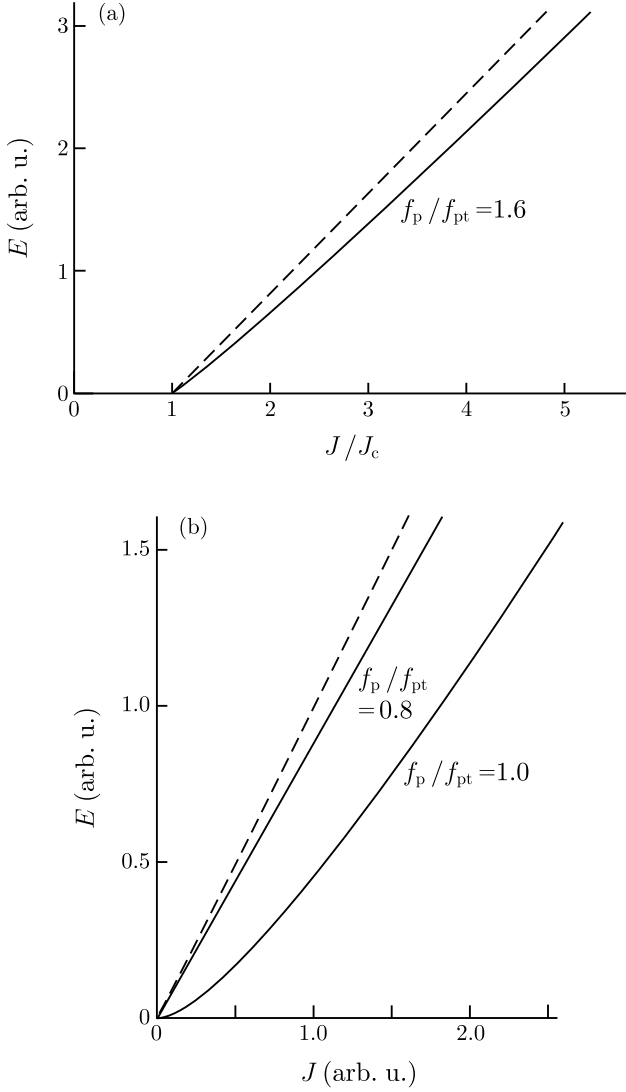 (a)
3
2
1
0
E (arb. u.)
f_p/f_pt=1.6
0 1 2 3 4 5
J/J_c
(b)
1.5
1.0
0.5
0
E (arb. u.)
f_p/f_pt
=0.8
f_p/f_pt=1.0
0 1.0 2.0
J (arb. u.)